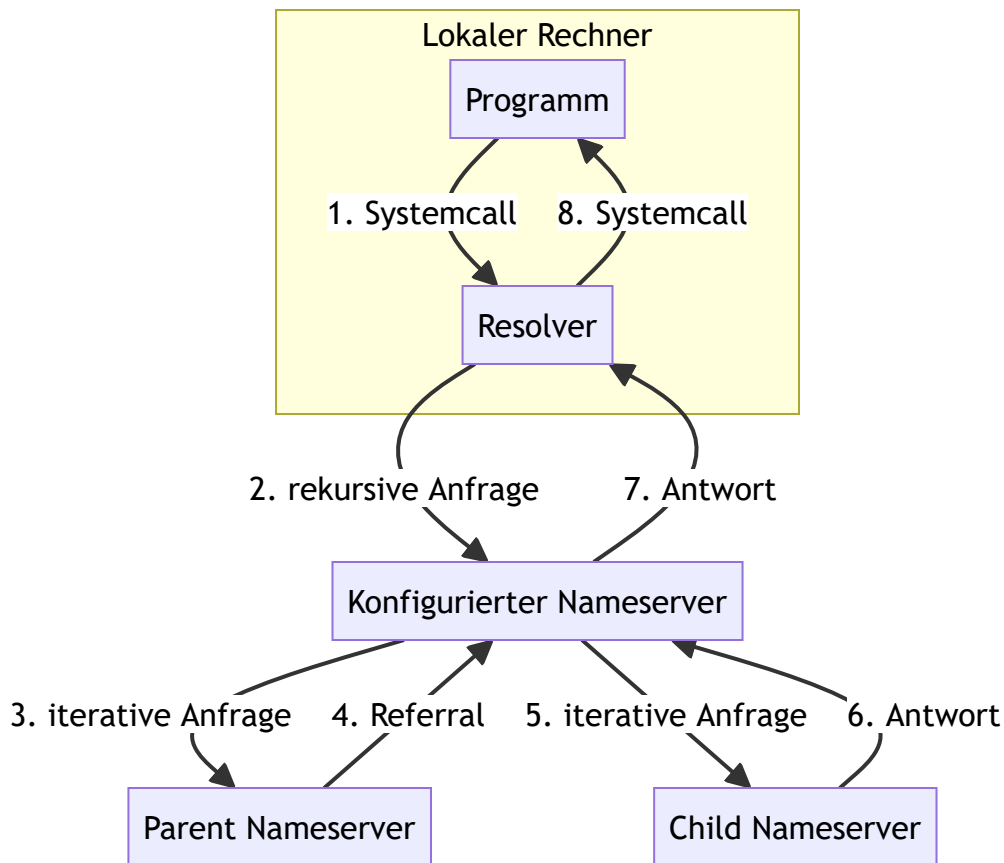 Lokaler Rechner
Programm
1. Systemcall
8. Systemcall
Resolver
2. rekursive Anfrage
7. Antwort
Konfigurierter Nameserver
3. iterative Anfrage
4. Referral
5. iterative Anfrage
6. Antwort
Parent Nameserver
Child Nameserver